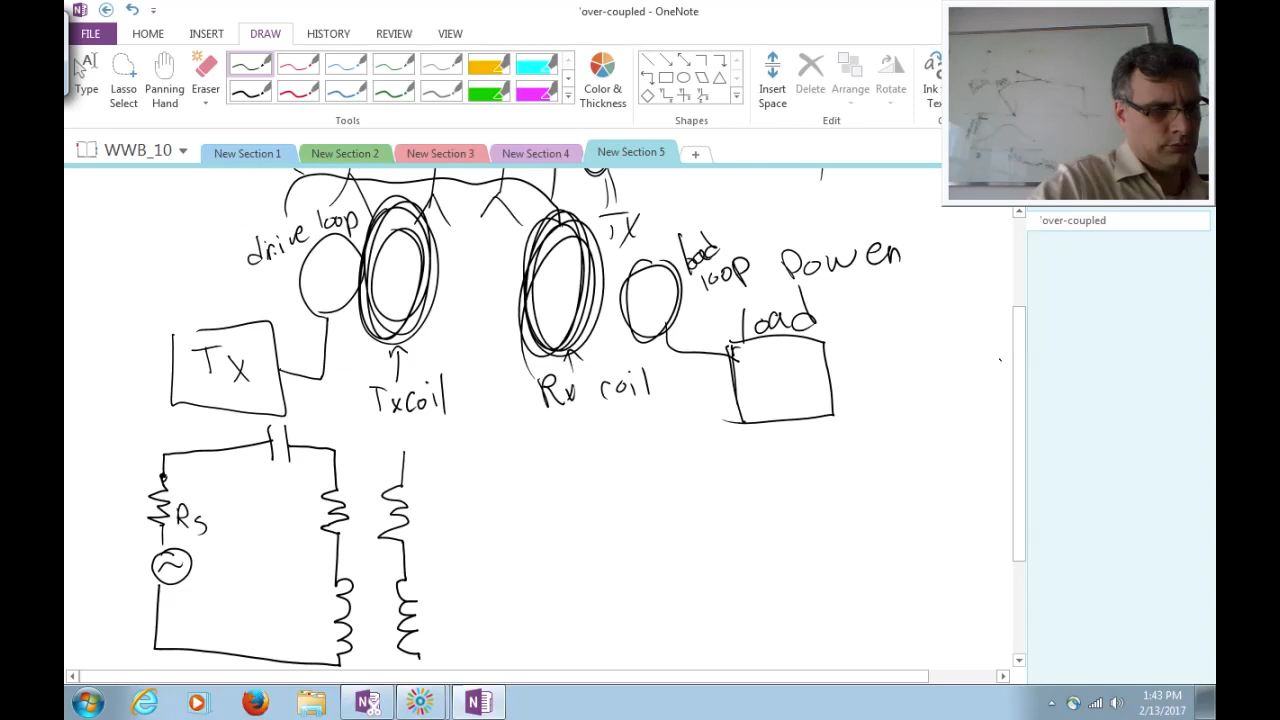 'over-coupled - OneNote
FILE HOME INSERT DRAW HISTORY REVIEW VIEW
Type
Lasso Select
Panning Hand
Eraser
Color & Thickness
Insert Space
Delete
Arrange
Rotate
Ink to
Tools
Shapes
Edit
WWB_10
New Section 1
New Section 2
New Section 3
New Section 4
New Section 5
'over-coupled
drive loop
TX
load loop
Power
load
Tx
Tx coil
Rx coil
Rs
1:43 PM
2/13/2017